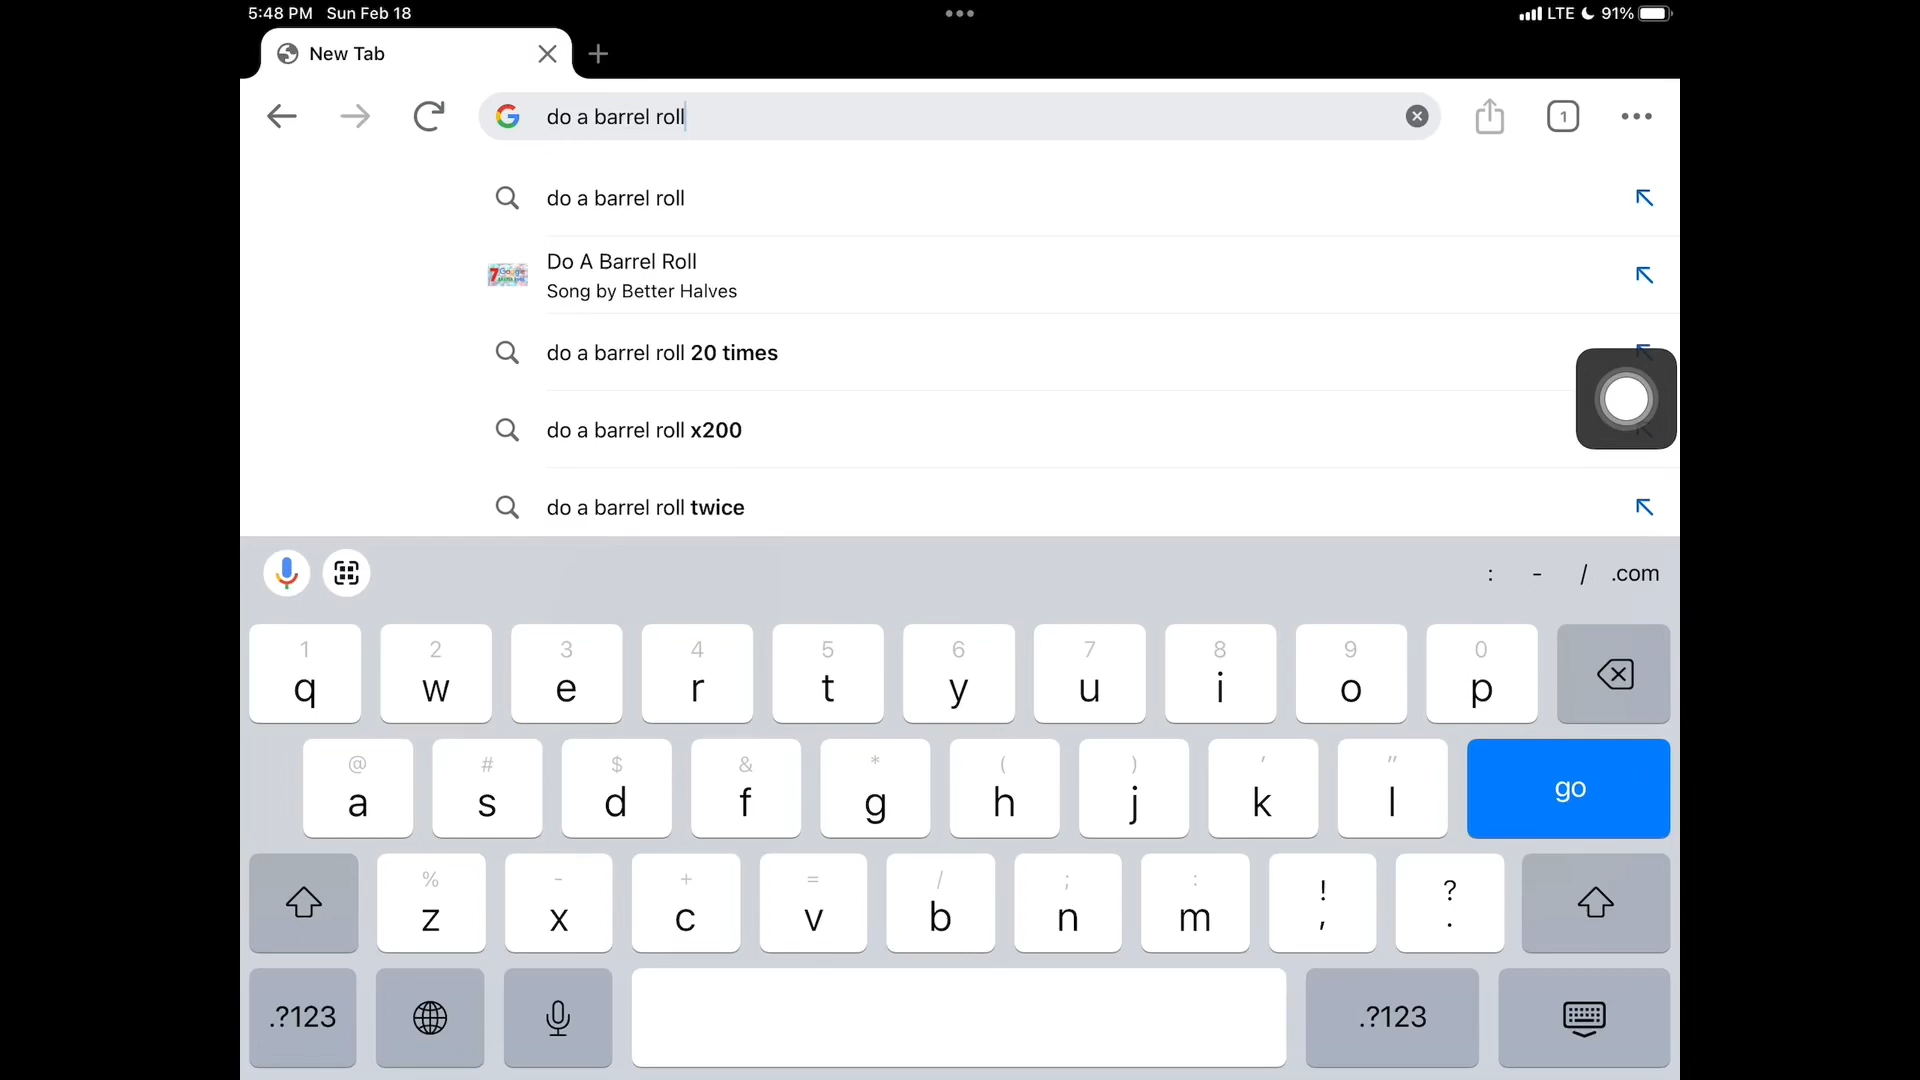 5:48 PM Sun Feb 18
LTE 91%
New Tab
do a barrel roll
1
do a barrel roll
Do A Barrel Roll
Song by Better Halves
do a barrel roll 20 times
do a barrel roll x200
do a barrel roll twice
: - / .com
1 2 3 4 5 6 7 8 9 0
q w e r t y u i o p
@ # $ & * ( ) ' "
a s d f g h j k l go
% - + = / ; : ! ?
z x c v b n m , .
.?123 .?123